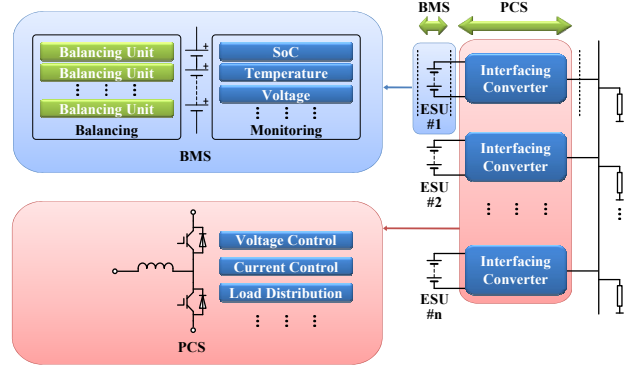 BMS
PCS
Balancing Unit
Balancing Unit
Balancing Unit
Balancing
SoC
Temperature
Voltage
Monitoring
BMS
ESU
#1
Interfacing
Converter
ESU
#2
Interfacing
Converter
ESU
#n
Interfacing
Converter
Voltage Control
Current Control
Load Distribution
PCS